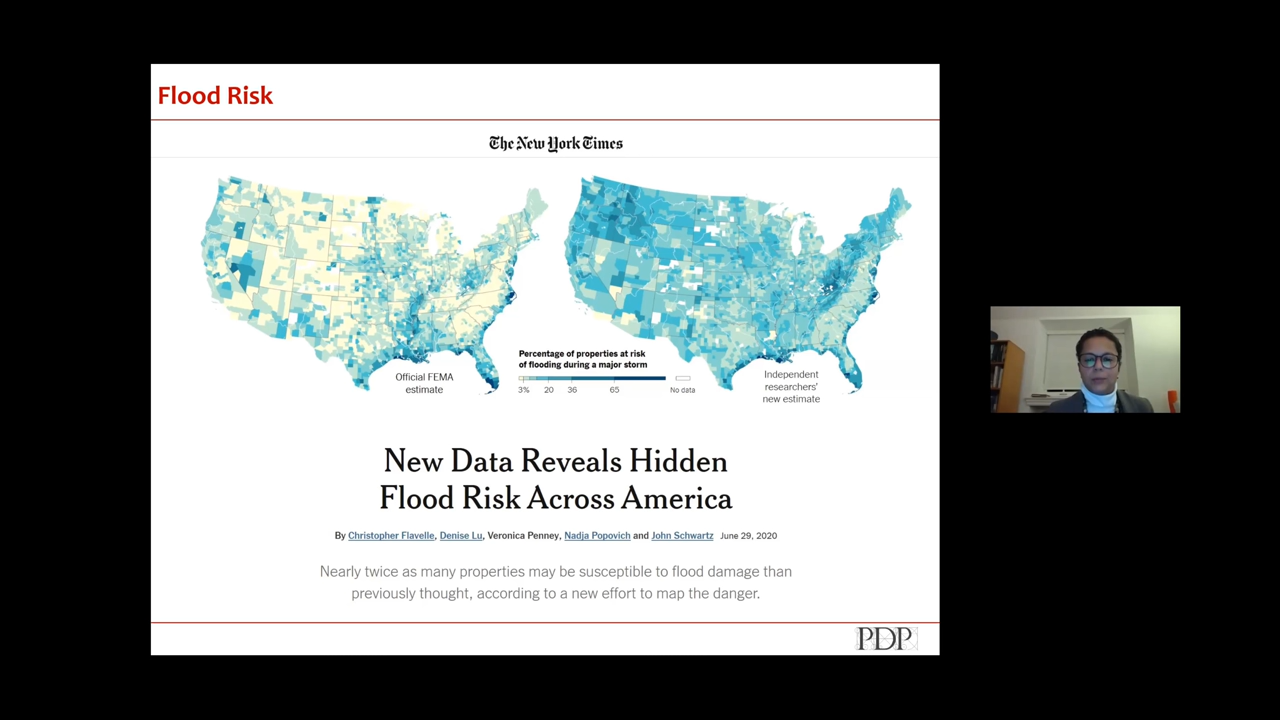 Flood Risk
The New York Times
Percentage of properties at risk
of flooding during a major storm
3% 20 36 65 No data
Official FEMA
estimate
Independent
researchers'
new estimate
New Data Reveals Hidden
Flood Risk Across America
By Christopher Flavelle, Denise Lu, Veronica Penney, Nadja Popovich and John Schwartz June 29, 2020
Nearly twice as many properties may be susceptible to flood damage than
previously thought, according to a new effort to map the danger.
PDP